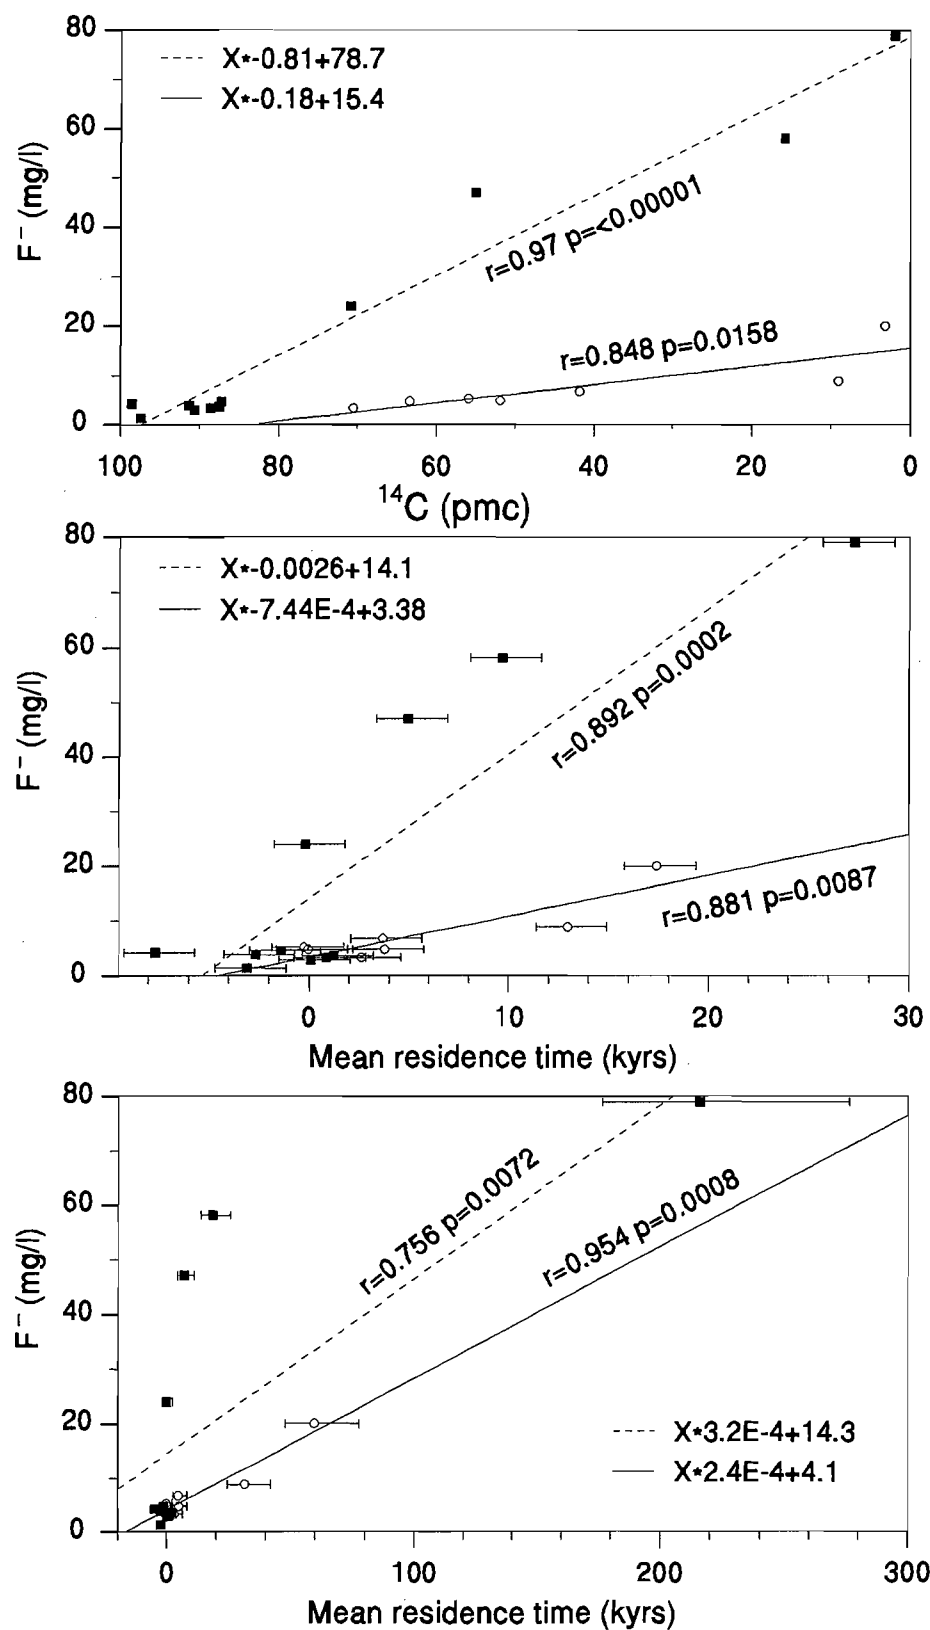 80
60
40
20
0
F⁻ (mg/l)
X*-0.81+78.7
X*-0.18+15.4
r=0.97 p=<0.00001
r=0.848 p=0.0158
100 80 60 40 20 0
¹⁴C (pmc)
80
60
40
20
0
F⁻ (mg/l)
X*-0.0026+14.1
X*-7.44E-4+3.38
r=0.892 p=0.0002
r=0.881 p=0.0087
0 10 20 30
Mean residence time (kyrs)
80
60
40
20
0
F⁻ (mg/l)
r=0.756 p=0.0072
r=0.954 p=0.0008
X*3.2E-4+14.3
X*2.4E-4+4.1
0 100 200 300
Mean residence time (kyrs)